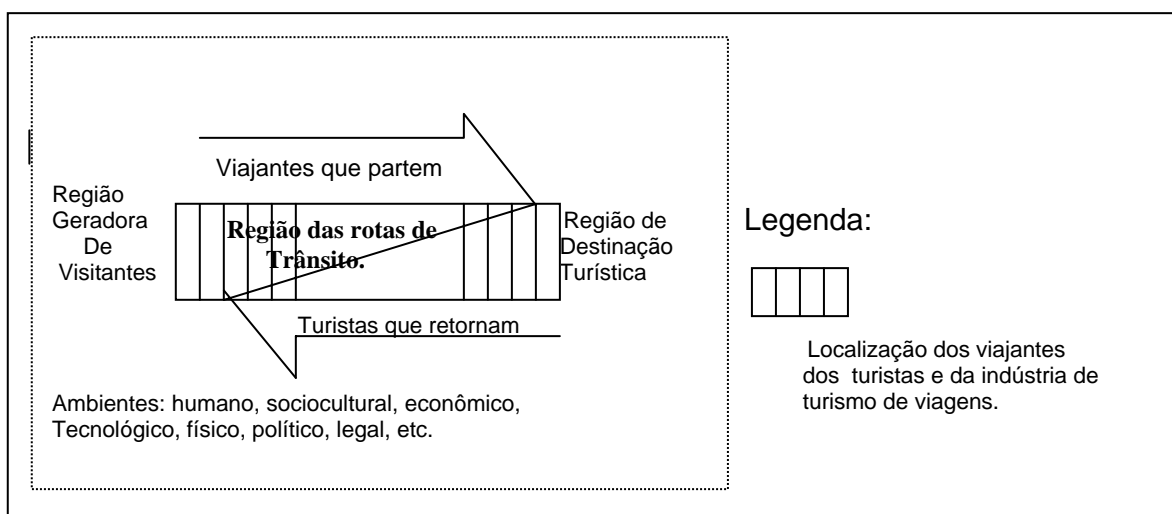 Viajantes que partem
Região
Geradora
De
Visitantes
Região das rotas de
Trânsito.
Região de
Destinação
Turística
Turistas que retornam
Ambientes: humano, sociocultural, econômico,
Tecnológico, físico, político, legal, etc.
Legenda:
Localização dos viajantes
dos turistas e da indústria de
turismo de viagens.